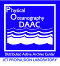 Physical
Oceanography
DAAC
Distributed Active Archive Center
JET PROPULSION LABORATORY